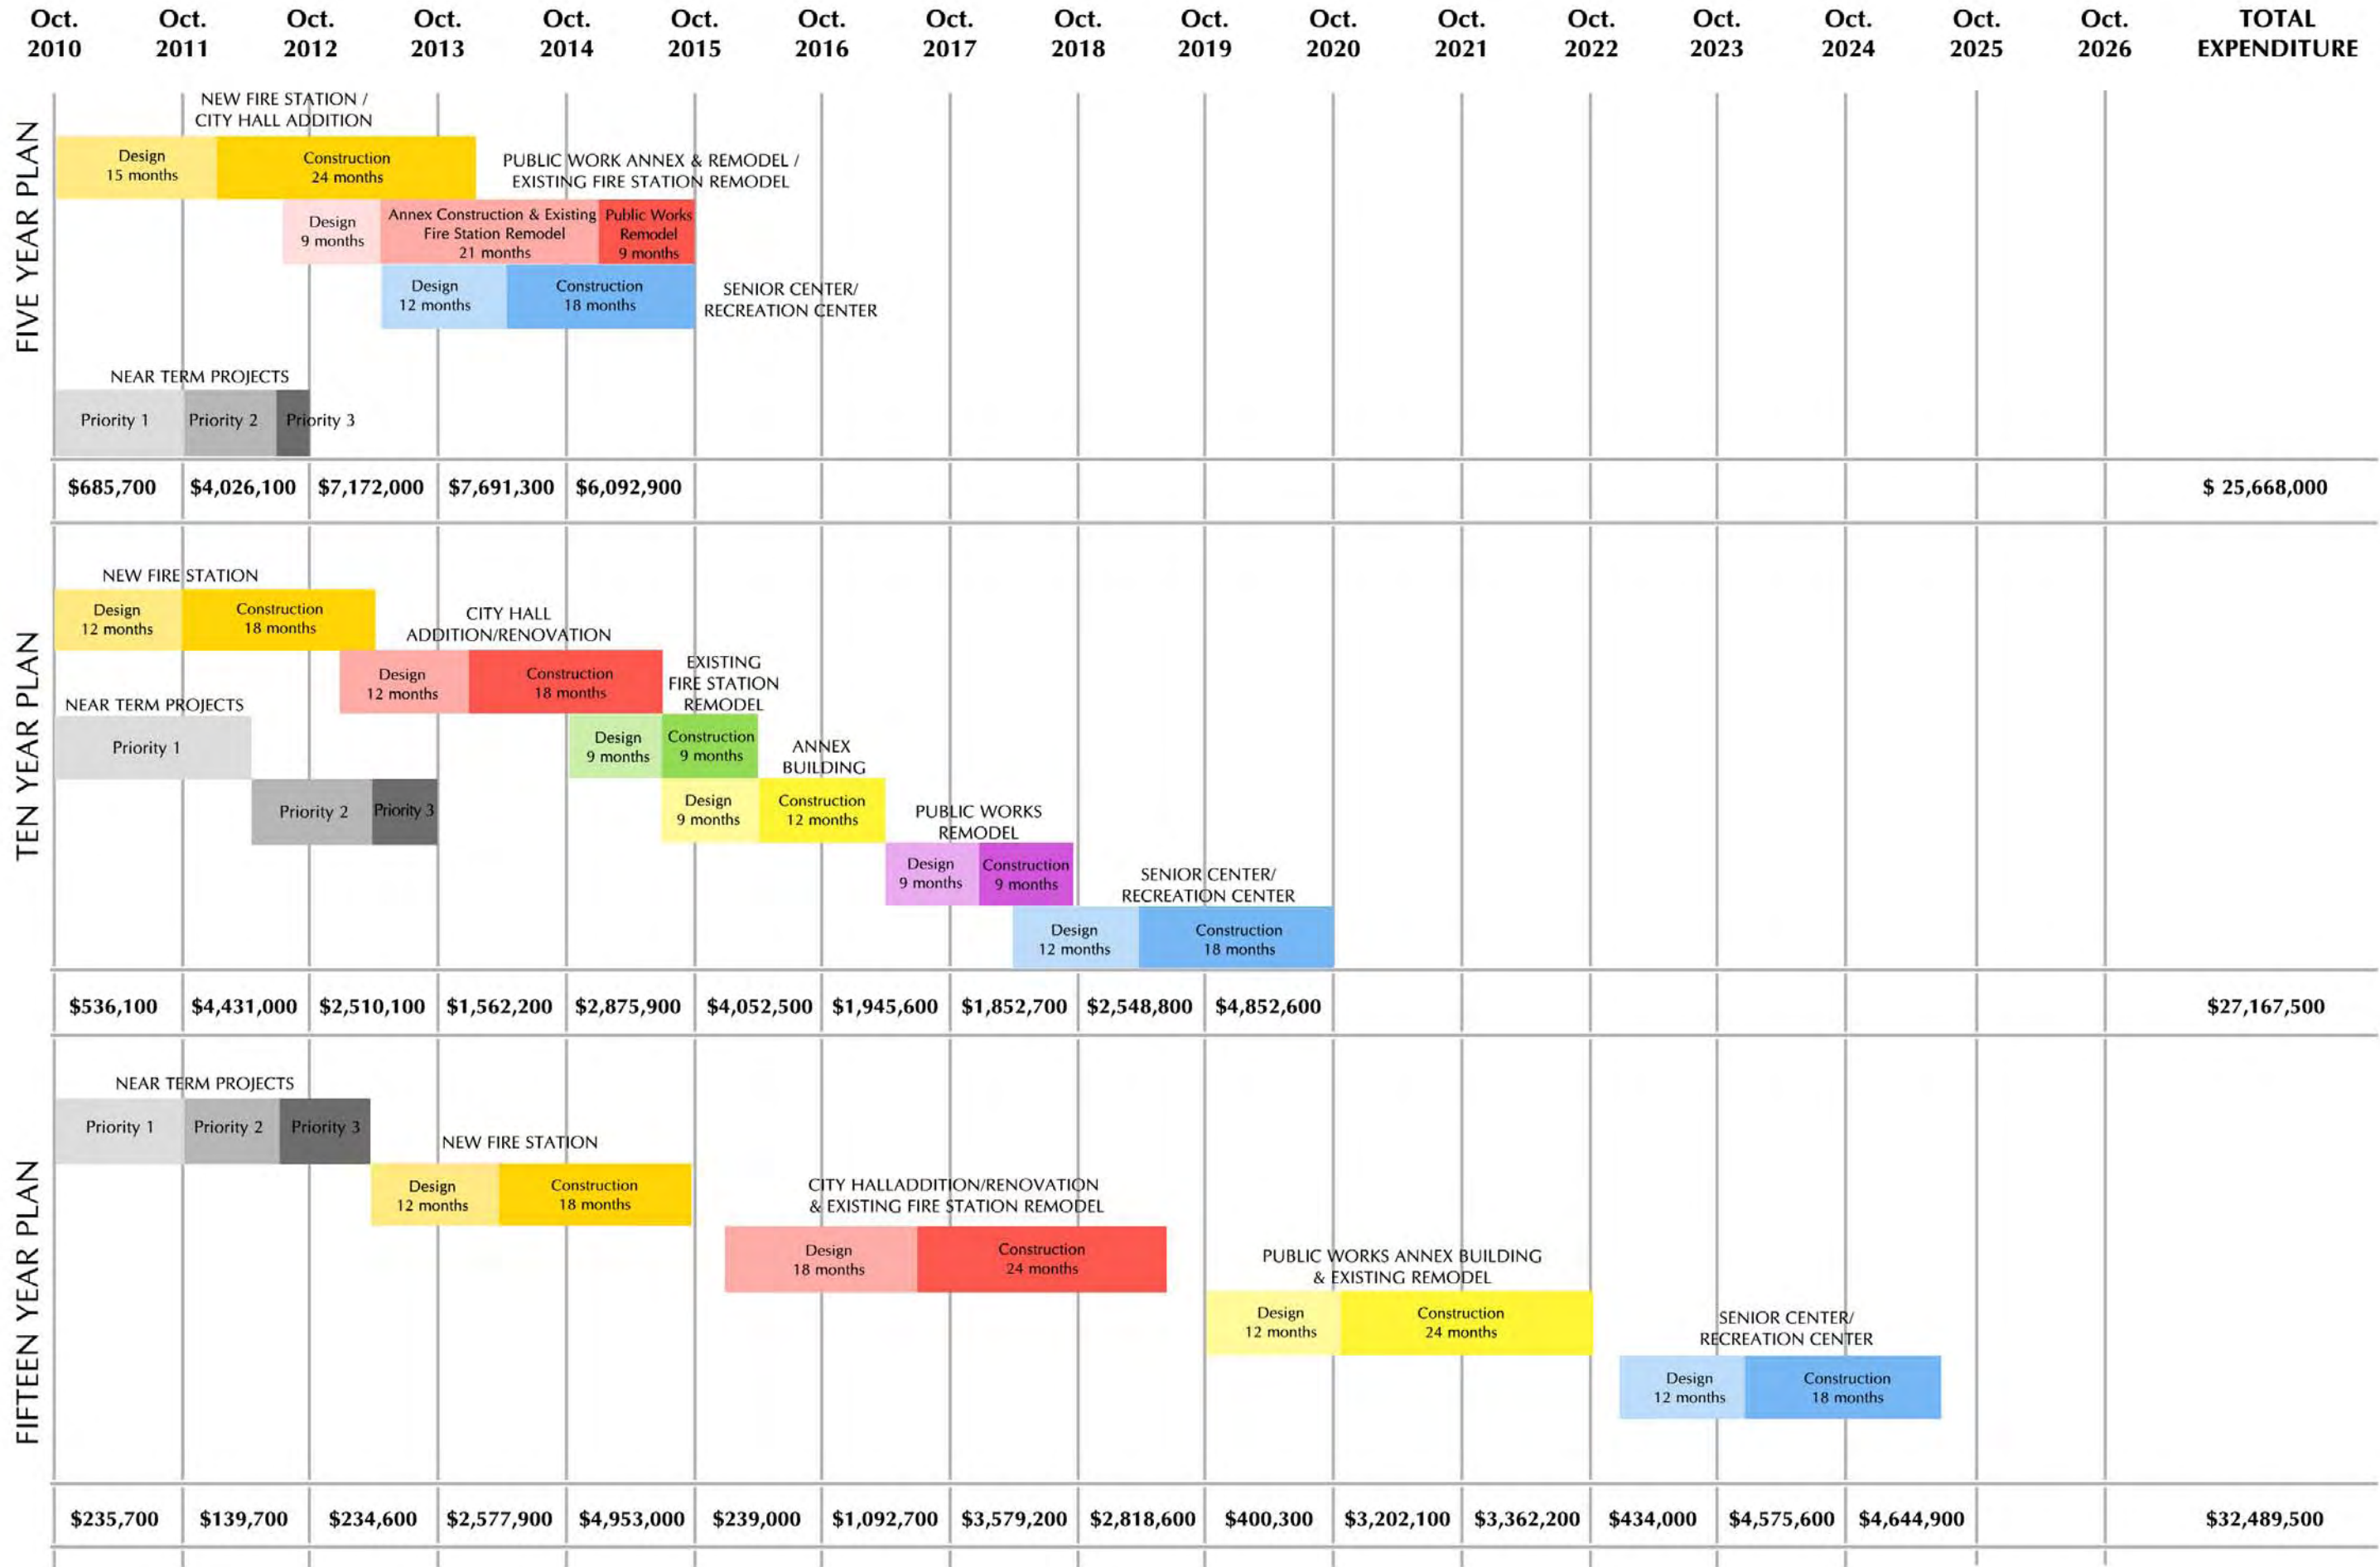 Oct. Oct. Oct. Oct. Oct. Oct. Oct. Oct. Oct. Oct. Oct. Oct. Oct. Oct. Oct. Oct. Oct. TOTAL
2010 2011 2012 2013 2014 2015 2016 2017 2018 2019 2020 2021 2022 2023 2024 2025 2026 EXPENDITURE
FIVE YEAR PLAN
NEW FIRE STATION /
CITY HALL ADDITION
Design
15 months
Construction
24 months
PUBLIC WORK ANNEX & REMODEL /
EXISTING FIRE STATION REMODEL
Design
9 months
Annex Construction & Existing
Fire Station Remodel
21 months
Public Works
Remodel
9 months
Design
12 months
Construction
18 months
SENIOR CENTER/
RECREATION CENTER
NEAR TERM PROJECTS
Priority 1 Priority 2 Priority 3
$685,700 $4,026,100 $7,172,000 $7,691,300 $6,092,900 $ 25,668,000
TEN YEAR PLAN
NEW FIRE STATION
Design
12 months
Construction
18 months
CITY HALL
ADDITION/RENOVATION
Design
12 months
Construction
18 months
NEAR TERM PROJECTS
Priority 1
Priority 2 Priority 3
EXISTING
FIRE STATION
REMODEL
Design
9 months
Construction
9 months
ANNEX
BUILDING
Design
9 months
Construction
12 months
PUBLIC WORKS
REMODEL
Design
9 months
Construction
9 months
SENIOR CENTER/
RECREATION CENTER
Design
12 months
Construction
18 months
$536,100 $4,431,000 $2,510,100 $1,562,200 $2,875,900 $4,052,500 $1,945,600 $1,852,700 $2,548,800 $4,852,600 $27,167,500
FIFTEEN YEAR PLAN
NEAR TERM PROJECTS
Priority 1 Priority 2 Priority 3
NEW FIRE STATION
Design
12 months
Construction
18 months
CITY HALLADDITION/RENOVATION
& EXISTING FIRE STATION REMODEL
Design
18 months
Construction
24 months
PUBLIC WORKS ANNEX BUILDING
& EXISTING REMODEL
Design
12 months
Construction
24 months
SENIOR CENTER/
RECREATION CENTER
Design
12 months
Construction
18 months
$235,700 $139,700 $234,600 $2,577,900 $4,953,000 $239,000 $1,092,700 $3,579,200 $2,818,600 $400,300 $3,202,100 $3,362,200 $434,000 $4,575,600 $4,644,900 $32,489,500